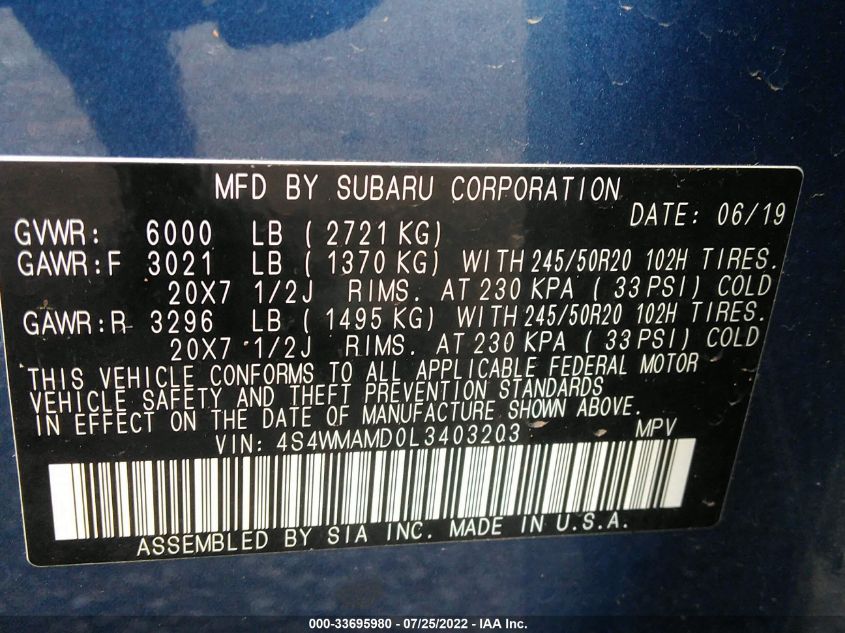 MFD BY SUBARU CORPORATION
DATE: 06/19
GVWR: 6000 LB ( 2721 KG)
GAWR:F 3021 LB ( 1370 KG) WITH 245/50R20 102H TIRES.
20X7 1/2J RIMS. AT 230 KPA ( 33 PSI) COLD
GAWR:R 3296 LB ( 1495 KG) WITH 245/50R20 102H TIRES.
20X7 1/2J RIMS. AT 230 KPA ( 33 PSI) COLD
THIS VEHICLE CONFORMS TO ALL APPLICABLE FEDERAL MOTOR
VEHICLE SAFETY AND THEFT PREVENTION STANDARDS
IN EFFECT ON THE DATE OF MANUFACTURE SHOWN ABOVE.
VIN: 4S4WMAMD0L3403203 MPV
ASSEMBLED BY SIA INC. MADE IN U.S.A.
000-33695980 - 07/25/2022 - IAA Inc.